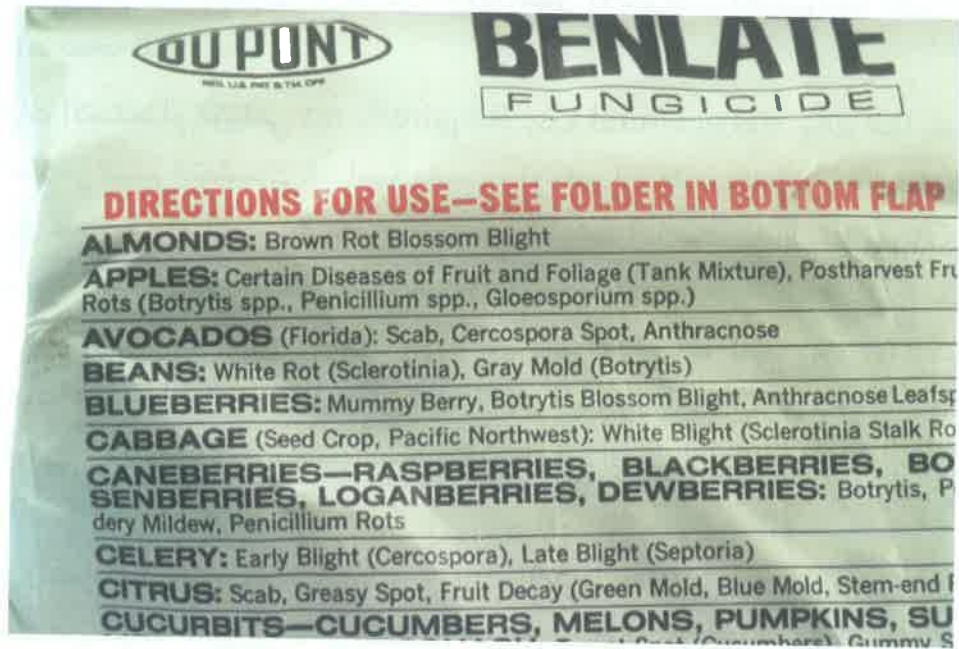 DU PONT
REG. U.S. PAT. & TM. OFF.
BENLATE
FUNGICIDE
DIRECTIONS FOR USE—SEE FOLDER IN BOTTOM FLAP
ALMONDS: Brown Rot Blossom Blight
APPLES: Certain Diseases of Fruit and Foliage (Tank Mixture), Postharvest
Rots (Botrytis spp., Penicillium spp., Gloeosporium spp.)
AVOCADOS (Florida): Scab, Cercospora Spot, Anthracnose
BEANS: White Rot (Sclerotinia), Gray Mold (Botrytis)
BLUEBERRIES: Mummy Berry, Botrytis Blossom Blight, Anthracnose
CABBAGE (Seed Crop, Pacific Northwest): White Blight (Sclerotinia Stalk
CANEBERRIES—RASPBERRIES, BLACKBERRIES, BO
SENBERRIES, LOGANBERRIES, DEWBERRIES: Botrytis,
dery Mildew, Penicillium Rots
CELERY: Early Blight (Cercospora), Late Blight (Septoria)
CITRUS: Scab, Greasy Spot, Fruit Decay (Green Mold, Blue Mold, Stem-end
CUCURBITS—CUCUMBERS, MELONS, PUMPKINS, SU
(Cucumbers), Gummy